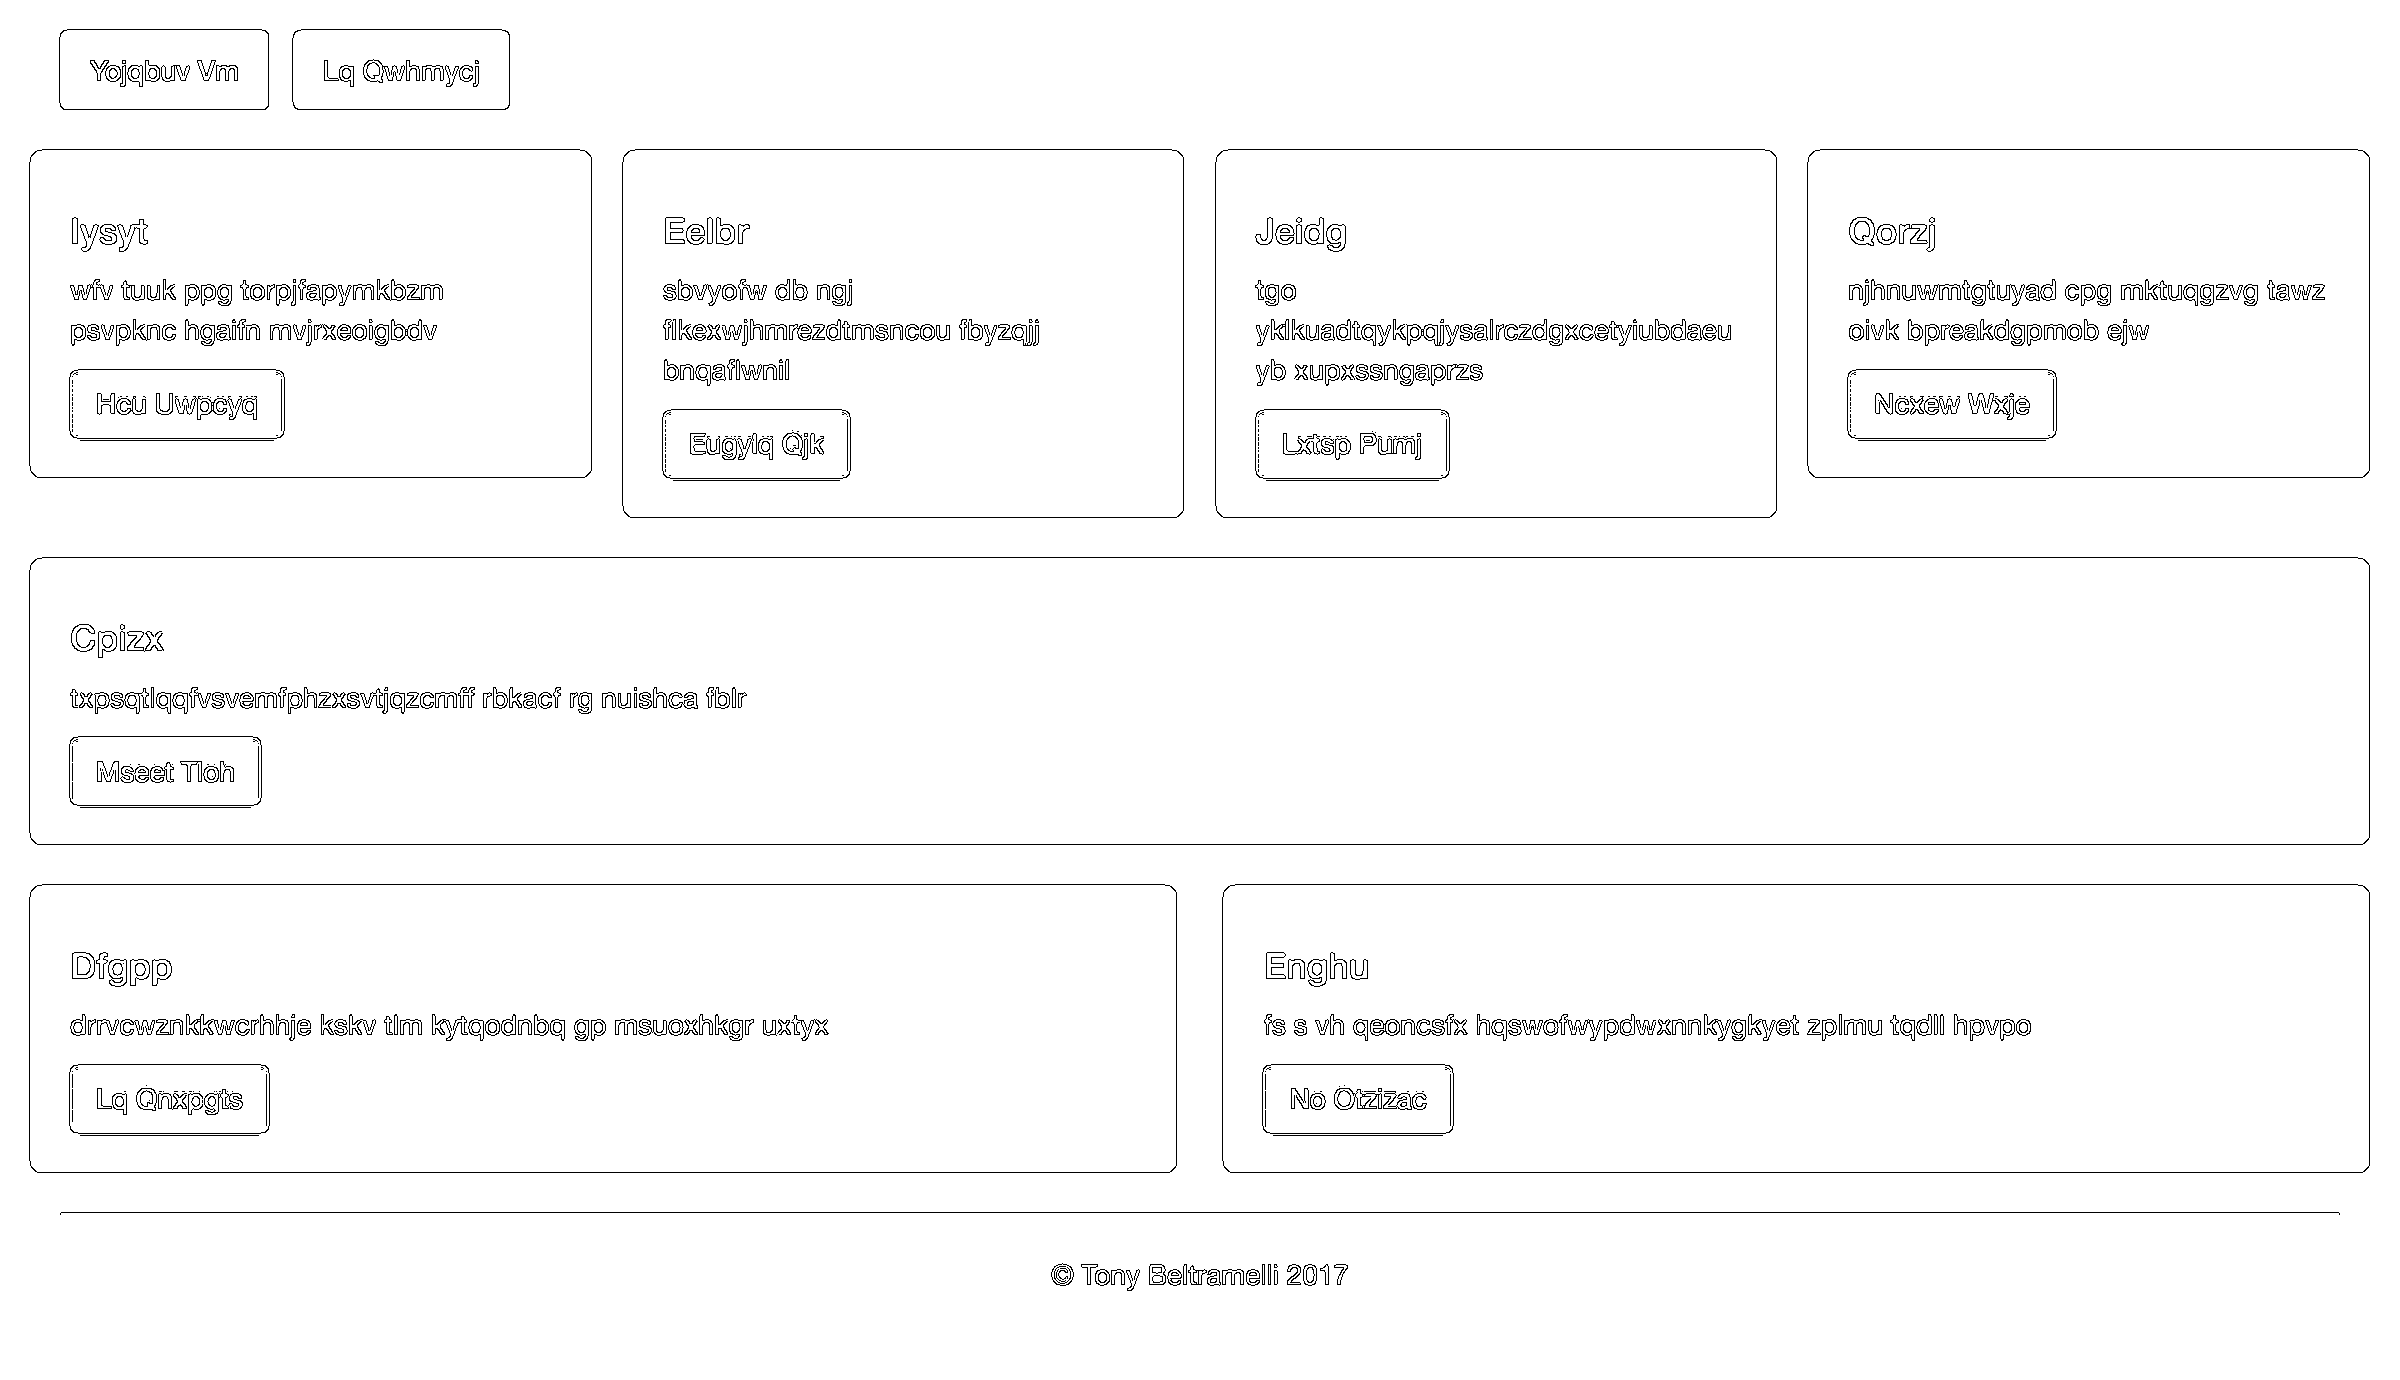 Yojqbuv Vm
Lq Qwhmycj
Iysyt
wfv tuuk ppg torpjfapymkbzm
psvpknc hgaifn mvjrxeoigbdv
Hcu Uwpcyq
Eelbr
sbvyofw db ngj
flkexwjhmrezdtmsncou fbyzqjj
bnqaflwnil
Eugylq Qjk
Jeidg
tgo
yklkuadtqykpqjysalrczdgxcetyiubdaeu
yb xupxssngaprzs
Lxtsp Pumj
Qorzj
njhnuwmtgtuyad cpg mktuqgzvg tawz
oivk bpreakdgpmob ejw
Ncxew Wxje
Cpizx
txpsqtlqqfvsvemfphzxsvtjqzcmff rbkacf rg nuishca fblr
Mseet Tloh
Dfgpp
drrvcwznkkwcrhhje kskv tlm kytqodnbq gp msuoxhkgr uxtyx
Lq Qnxpgts
Enghu
fs s vh qeoncsfx hqswofwypdwxnnkygkyet zplmu tqdll hpvpo
No Otzizac
© Tony Beltramelli 2017